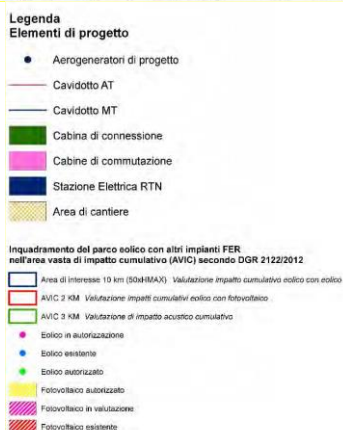 Legenda
Elementi di progetto
Aerogeneratori di progetto
Cavidotto AT
Cavidotto MT
Cabina di connessione
Cabine di commutazione
Stazione Elettrica RTN
Area di cantiere
Inquadramento del parco eolico con altri impianti FER
nell'area vasta di impatto cumulativo (AVIC) secondo DGR 2122/2012
Area di interesse 10 km (50xHMAX) Valutazione impatto cumulativo eolico con eolico
AVIC 2 KM Valutazione impatti cumulativi eolico con fotovoltaico
AVIC 3 KM Valutazione di impatto acustico cumulativo
Eolico in autorizzazione
Eolico esistente
Eolico autorizzato
Fotovoltaico autorizzato
Fotovoltaico in valutazione
Fotovoltaico esistente